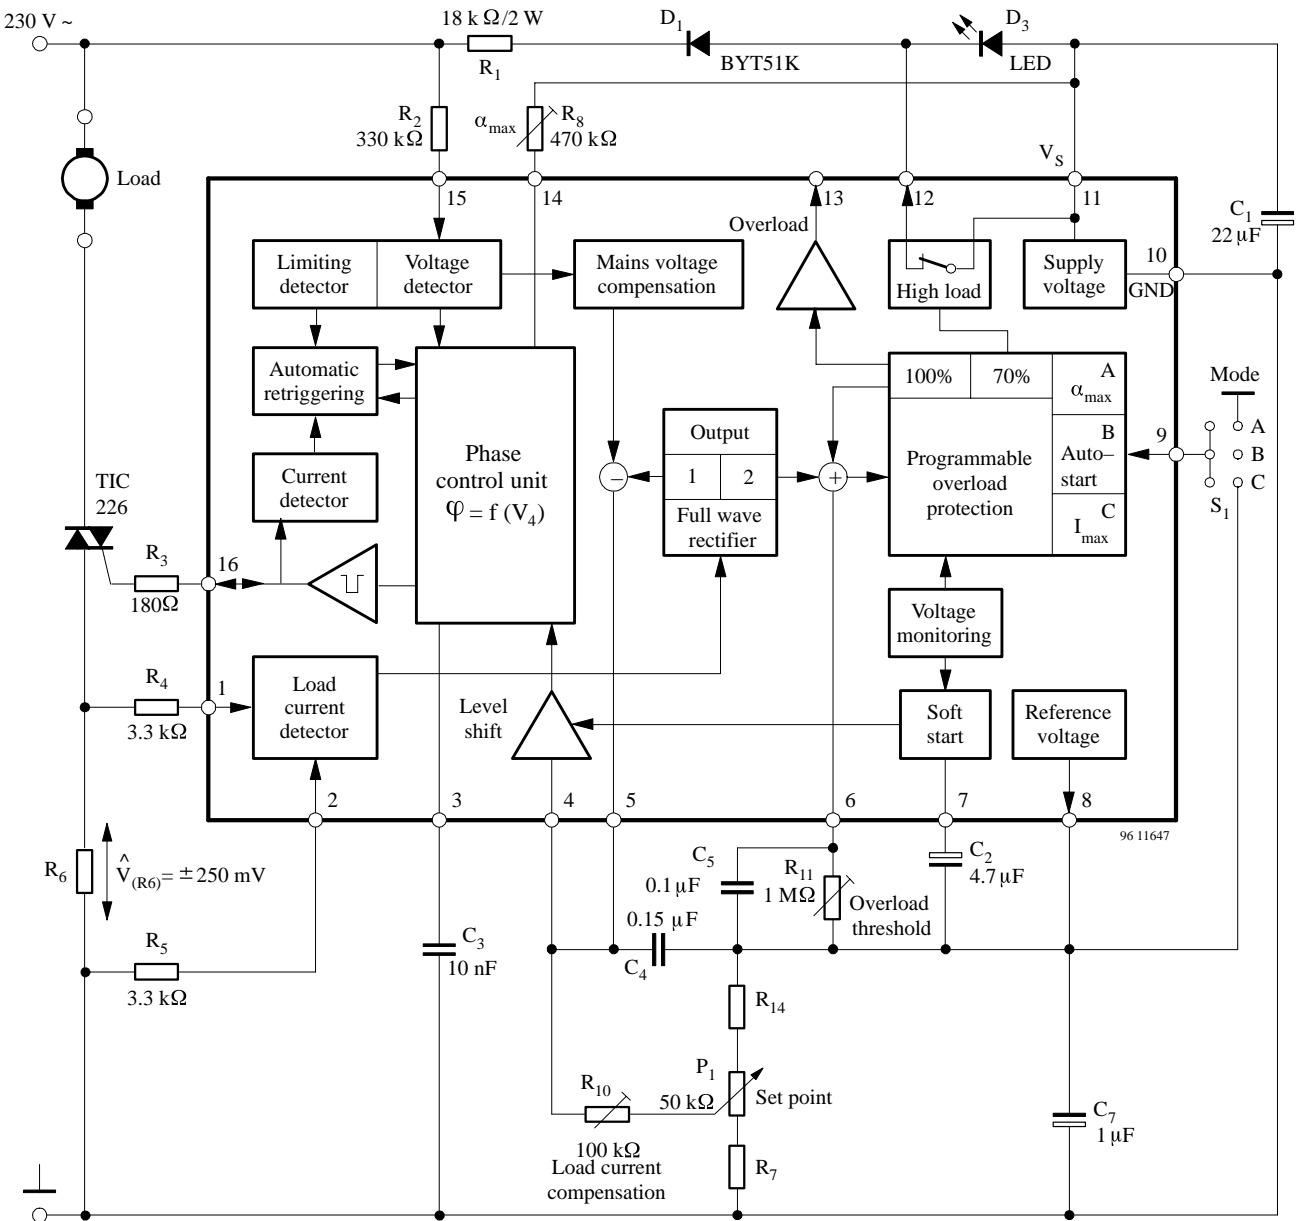 230 V ~
18 k Ω/2 W
R1
D1
BYT51K
D3
LED
R2
330 kΩ
αmax
R8
470 kΩ
VS
Load
15
14
13
12
11
C1
22 µF
Overload
Limiting
detector
Voltage
detector
Mains voltage
compensation
High load
Supply
voltage
10
GND
Automatic
retriggering
100%
70%
A
αmax
Mode
Output
1
2
Full wave
rectifier
Phase
control unit
φ = f (V4)
Current
detector
−
+
Programmable
overload
protection
B
Auto–
start
C
Imax
9
A
B
C
S1
TIC
226
R3
180Ω
16
Voltage
monitoring
R4
3.3 kΩ
1
Load
current
detector
Level
shift
Soft
start
Reference
voltage
2
3
4
5
6
7
8
96 11647
R6
V̂(R6)= ± 250 mV
C5
0.1 µF
R11
1 MΩ
Overload
threshold
C2
4.7 µF
0.15 µF
C4
R5
3.3 kΩ
C3
10 nF
R14
R10
100 kΩ
Load current
compensation
P1
50 kΩ
Set point
R7
C7
1 µF